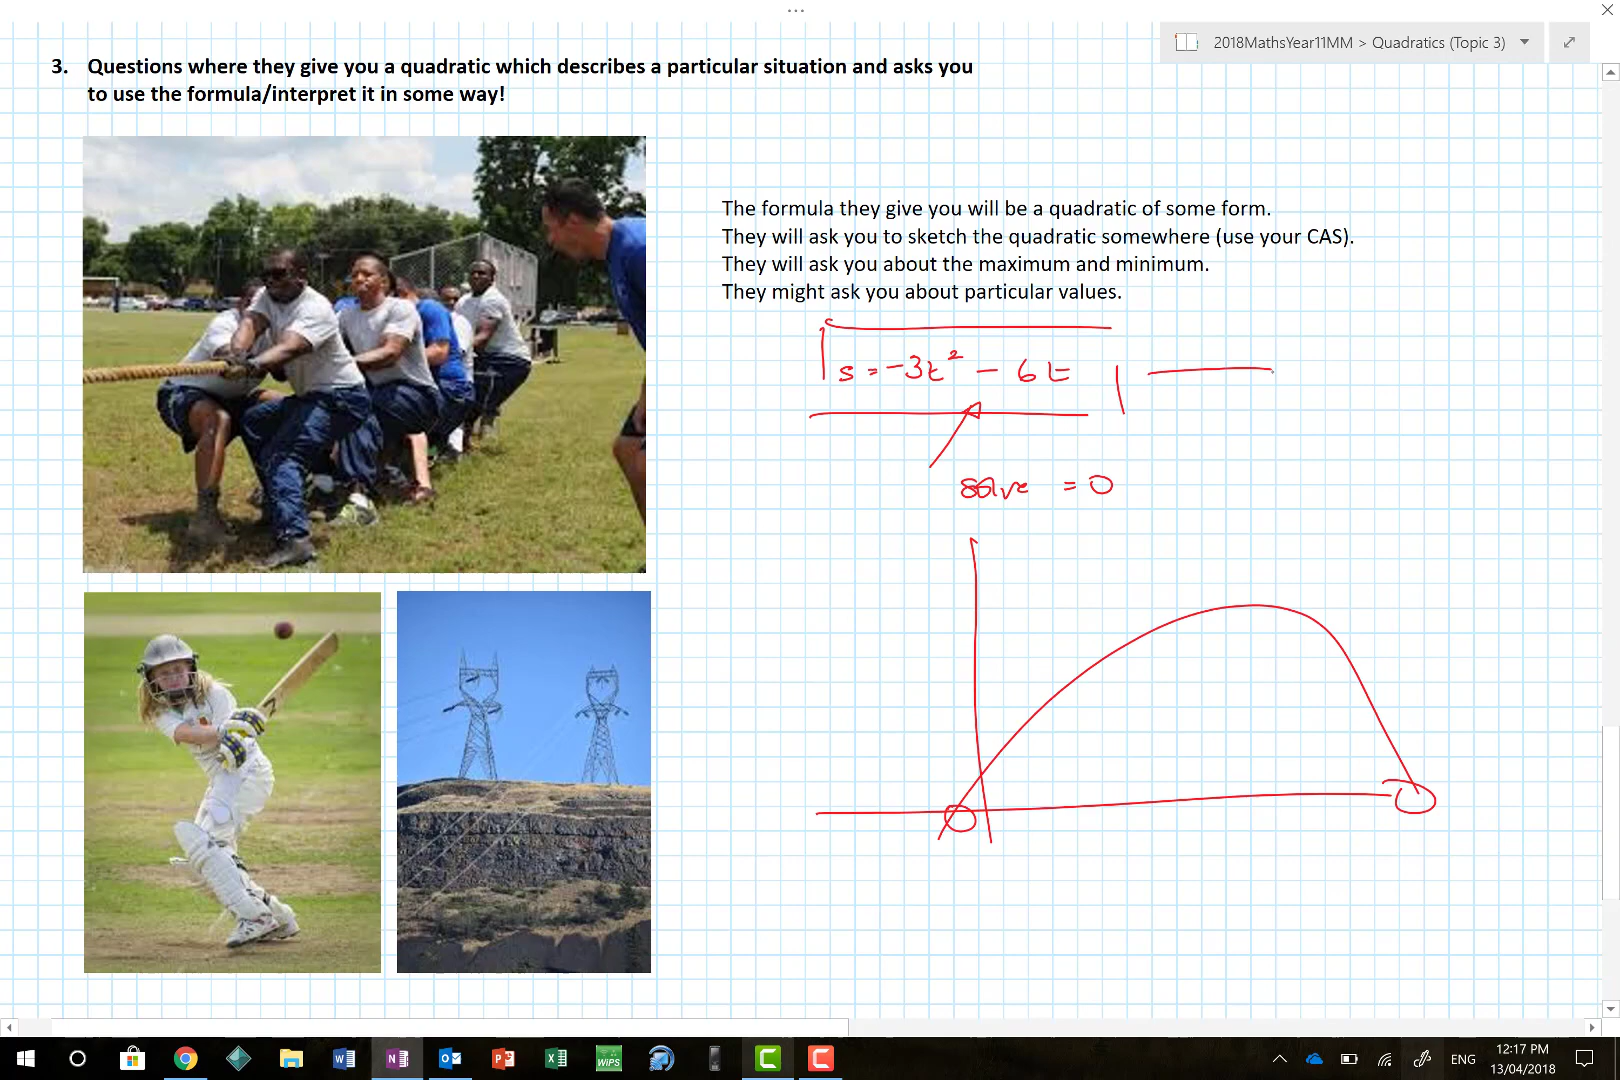 2018MathsYear11MM > Quadratics (Topic 3)
3. Questions where they give you a quadratic which describes a particular situation and asks you
to use the formula/interpret it in some way!
The formula they give you will be a quadratic of some form.
They will ask you to sketch the quadratic somewhere (use your CAS).
They will ask you about the maximum and minimum.
They might ask you about particular values.
s = -3t² - 6t
solve = 0
WiPS
ENG
12:17 PM
13/04/2018